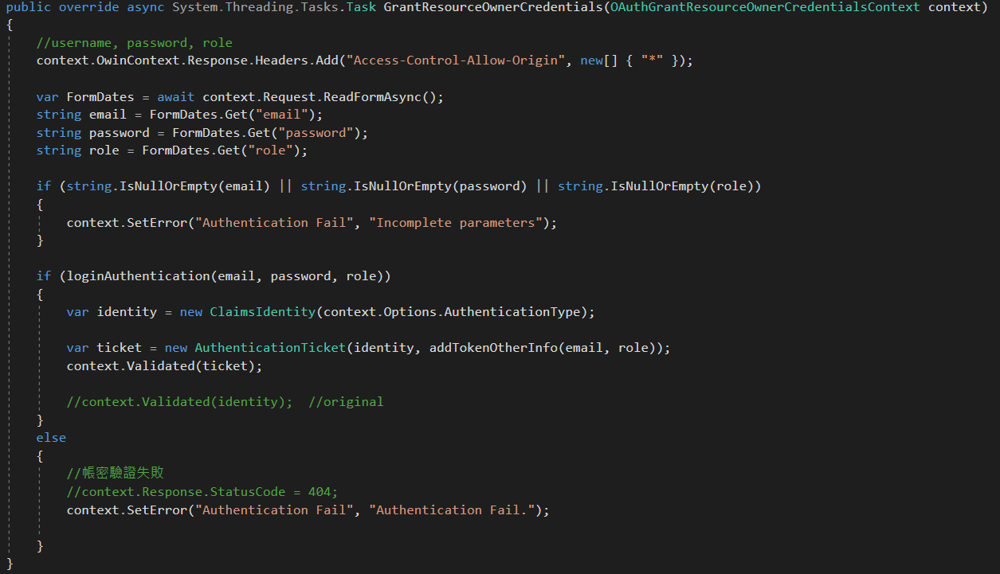 public override async System.Threading.Tasks.Task GrantResourceOwnerCredentials(OAuthGrantResourceOwnerCredentialsContext context)
{
    //username, password, role
    context.OwinContext.Response.Headers.Add("Access-Control-Allow-Origin", new[] { "*" });

    var FormDates = await context.Request.ReadFormAsync();
    string email = FormDates.Get("email");
    string password = FormDates.Get("password");
    string role = FormDates.Get("role");

    if (string.IsNullOrEmpty(email) || string.IsNullOrEmpty(password) || string.IsNullOrEmpty(role))
    {
        context.SetError("Authentication Fail", "Incomplete parameters");
    }

    if (loginAuthentication(email, password, role))
    {
        var identity = new ClaimsIdentity(context.Options.AuthenticationType);

        var ticket = new AuthenticationTicket(identity, addTokenOtherInfo(email, role));
        context.Validated(ticket);

        //context.Validated(identity);  //original
    }
    else
    {
        //帳密驗證失敗
        //context.Response.StatusCode = 404;
        context.SetError("Authentication Fail", "Authentication Fail.");

    }
}